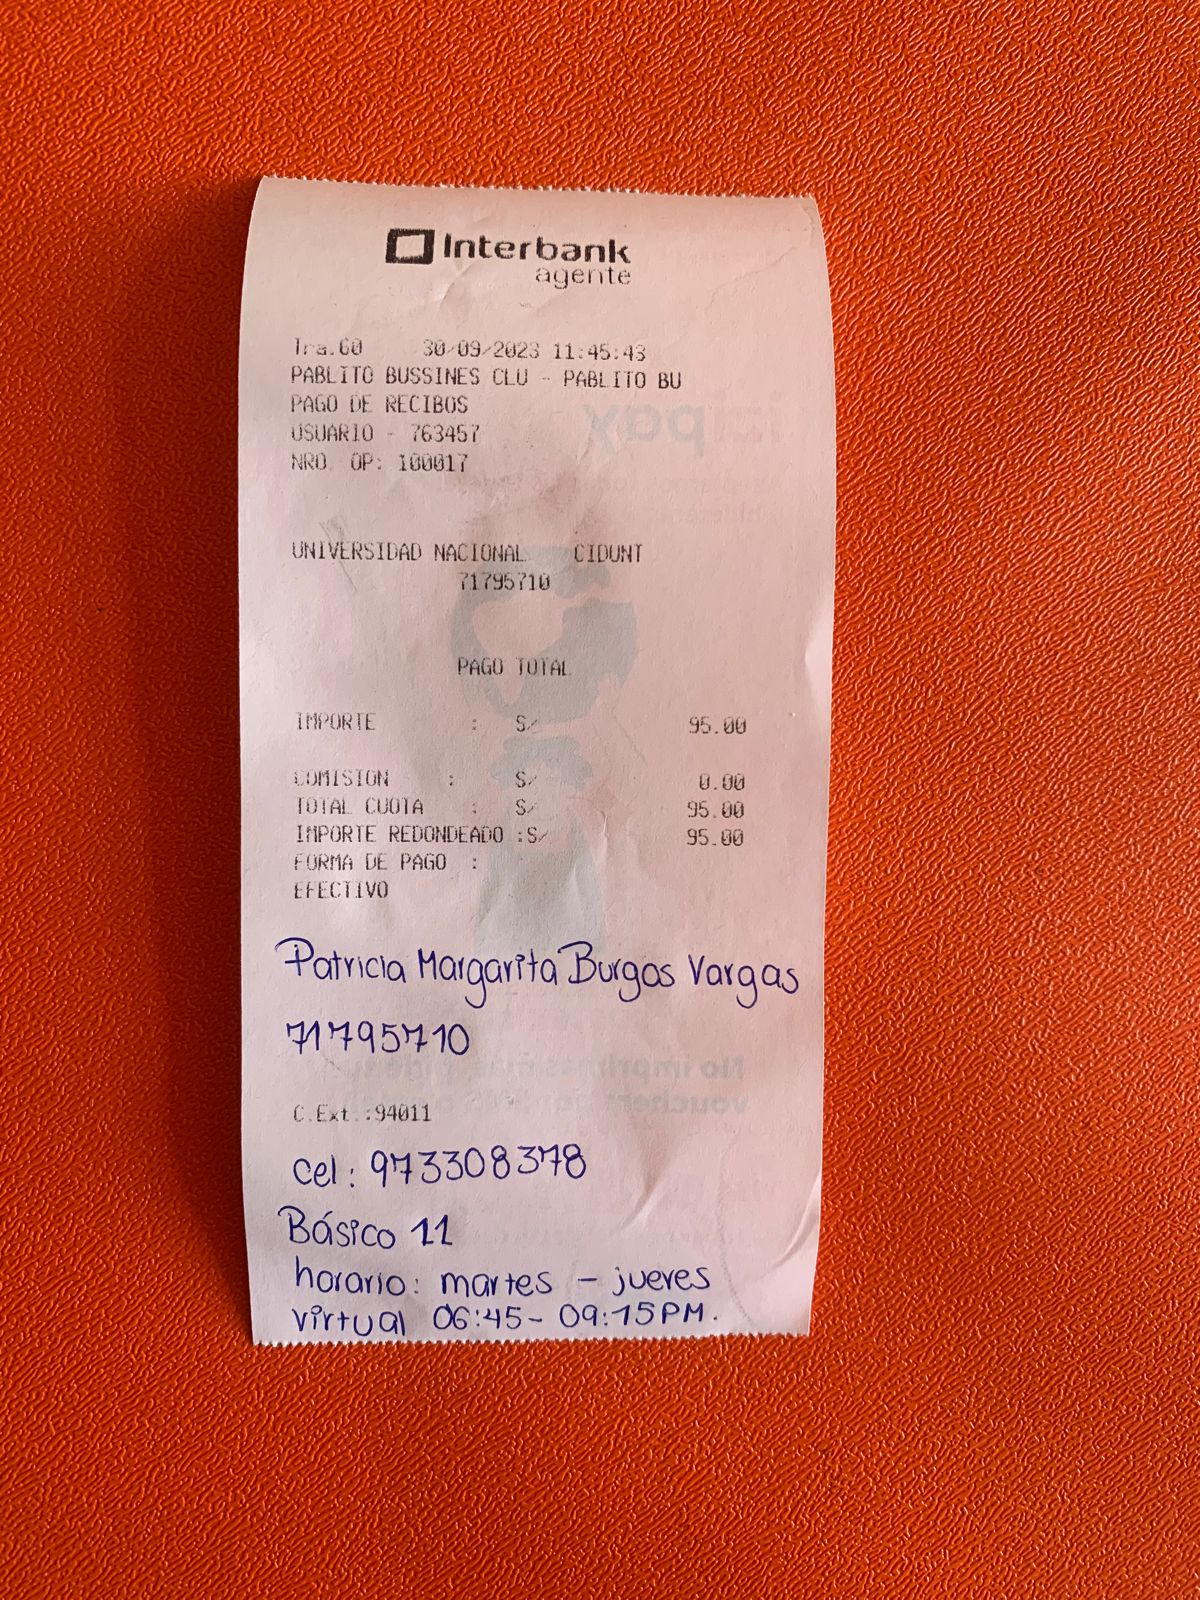 Interbank
agente
Tra.60 30/09/2023 11:45:43
PABLITO BUSSINES CLU - PABLITO BU
PAGO DE RECIBOS
USUARIO - 763457
NRO. OP: 100017
UNIVERSIDAD NACIONAL CIDUNT
71795710
PAGO TOTAL
IMPORTE : S/ 95.00
COMISION : S/ 0.00
TOTAL CUOTA : S/ 95.00
IMPORTE REDONDEADO :S/ 95.00
FORMA DE PAGO :
EFECTIVO
Patricia Margarita Burgos Vargas
71795710
C.Ext.:94011
cel: 973308378
Básico 11
horario: martes - jueves
virtual 06:45- 09:15PM.